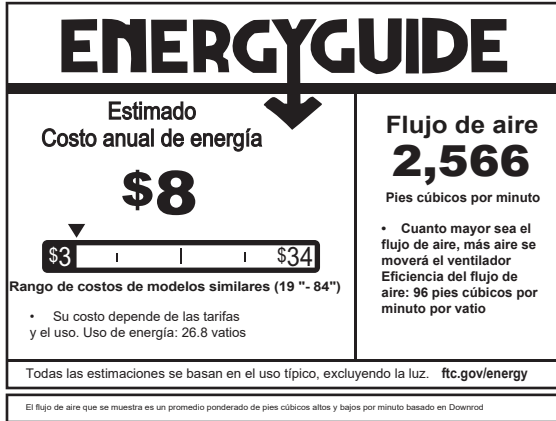 ENERGYGUIDE
Estimado
Costo anual de energía
$8
$3 $34
Rango de costos de modelos similares (19 "- 84")
• Su costo depende de las tarifas
y el uso. Uso de energía: 26.8 vatios
Flujo de aire
2,566
Pies cúbicos por minuto
• Cuanto mayor sea el
flujo de aire, más aire se
moverá el ventilador
Eficiencia del flujo de
aire: 96 pies cúbicos por
minuto por vatio
Todas las estimaciones se basan en el uso típico, excluyendo la luz. ftc.gov/energy
El flujo de aire que se muestra es un promedio ponderado de pies cúbicos altos y bajos por minuto basado en Downrod